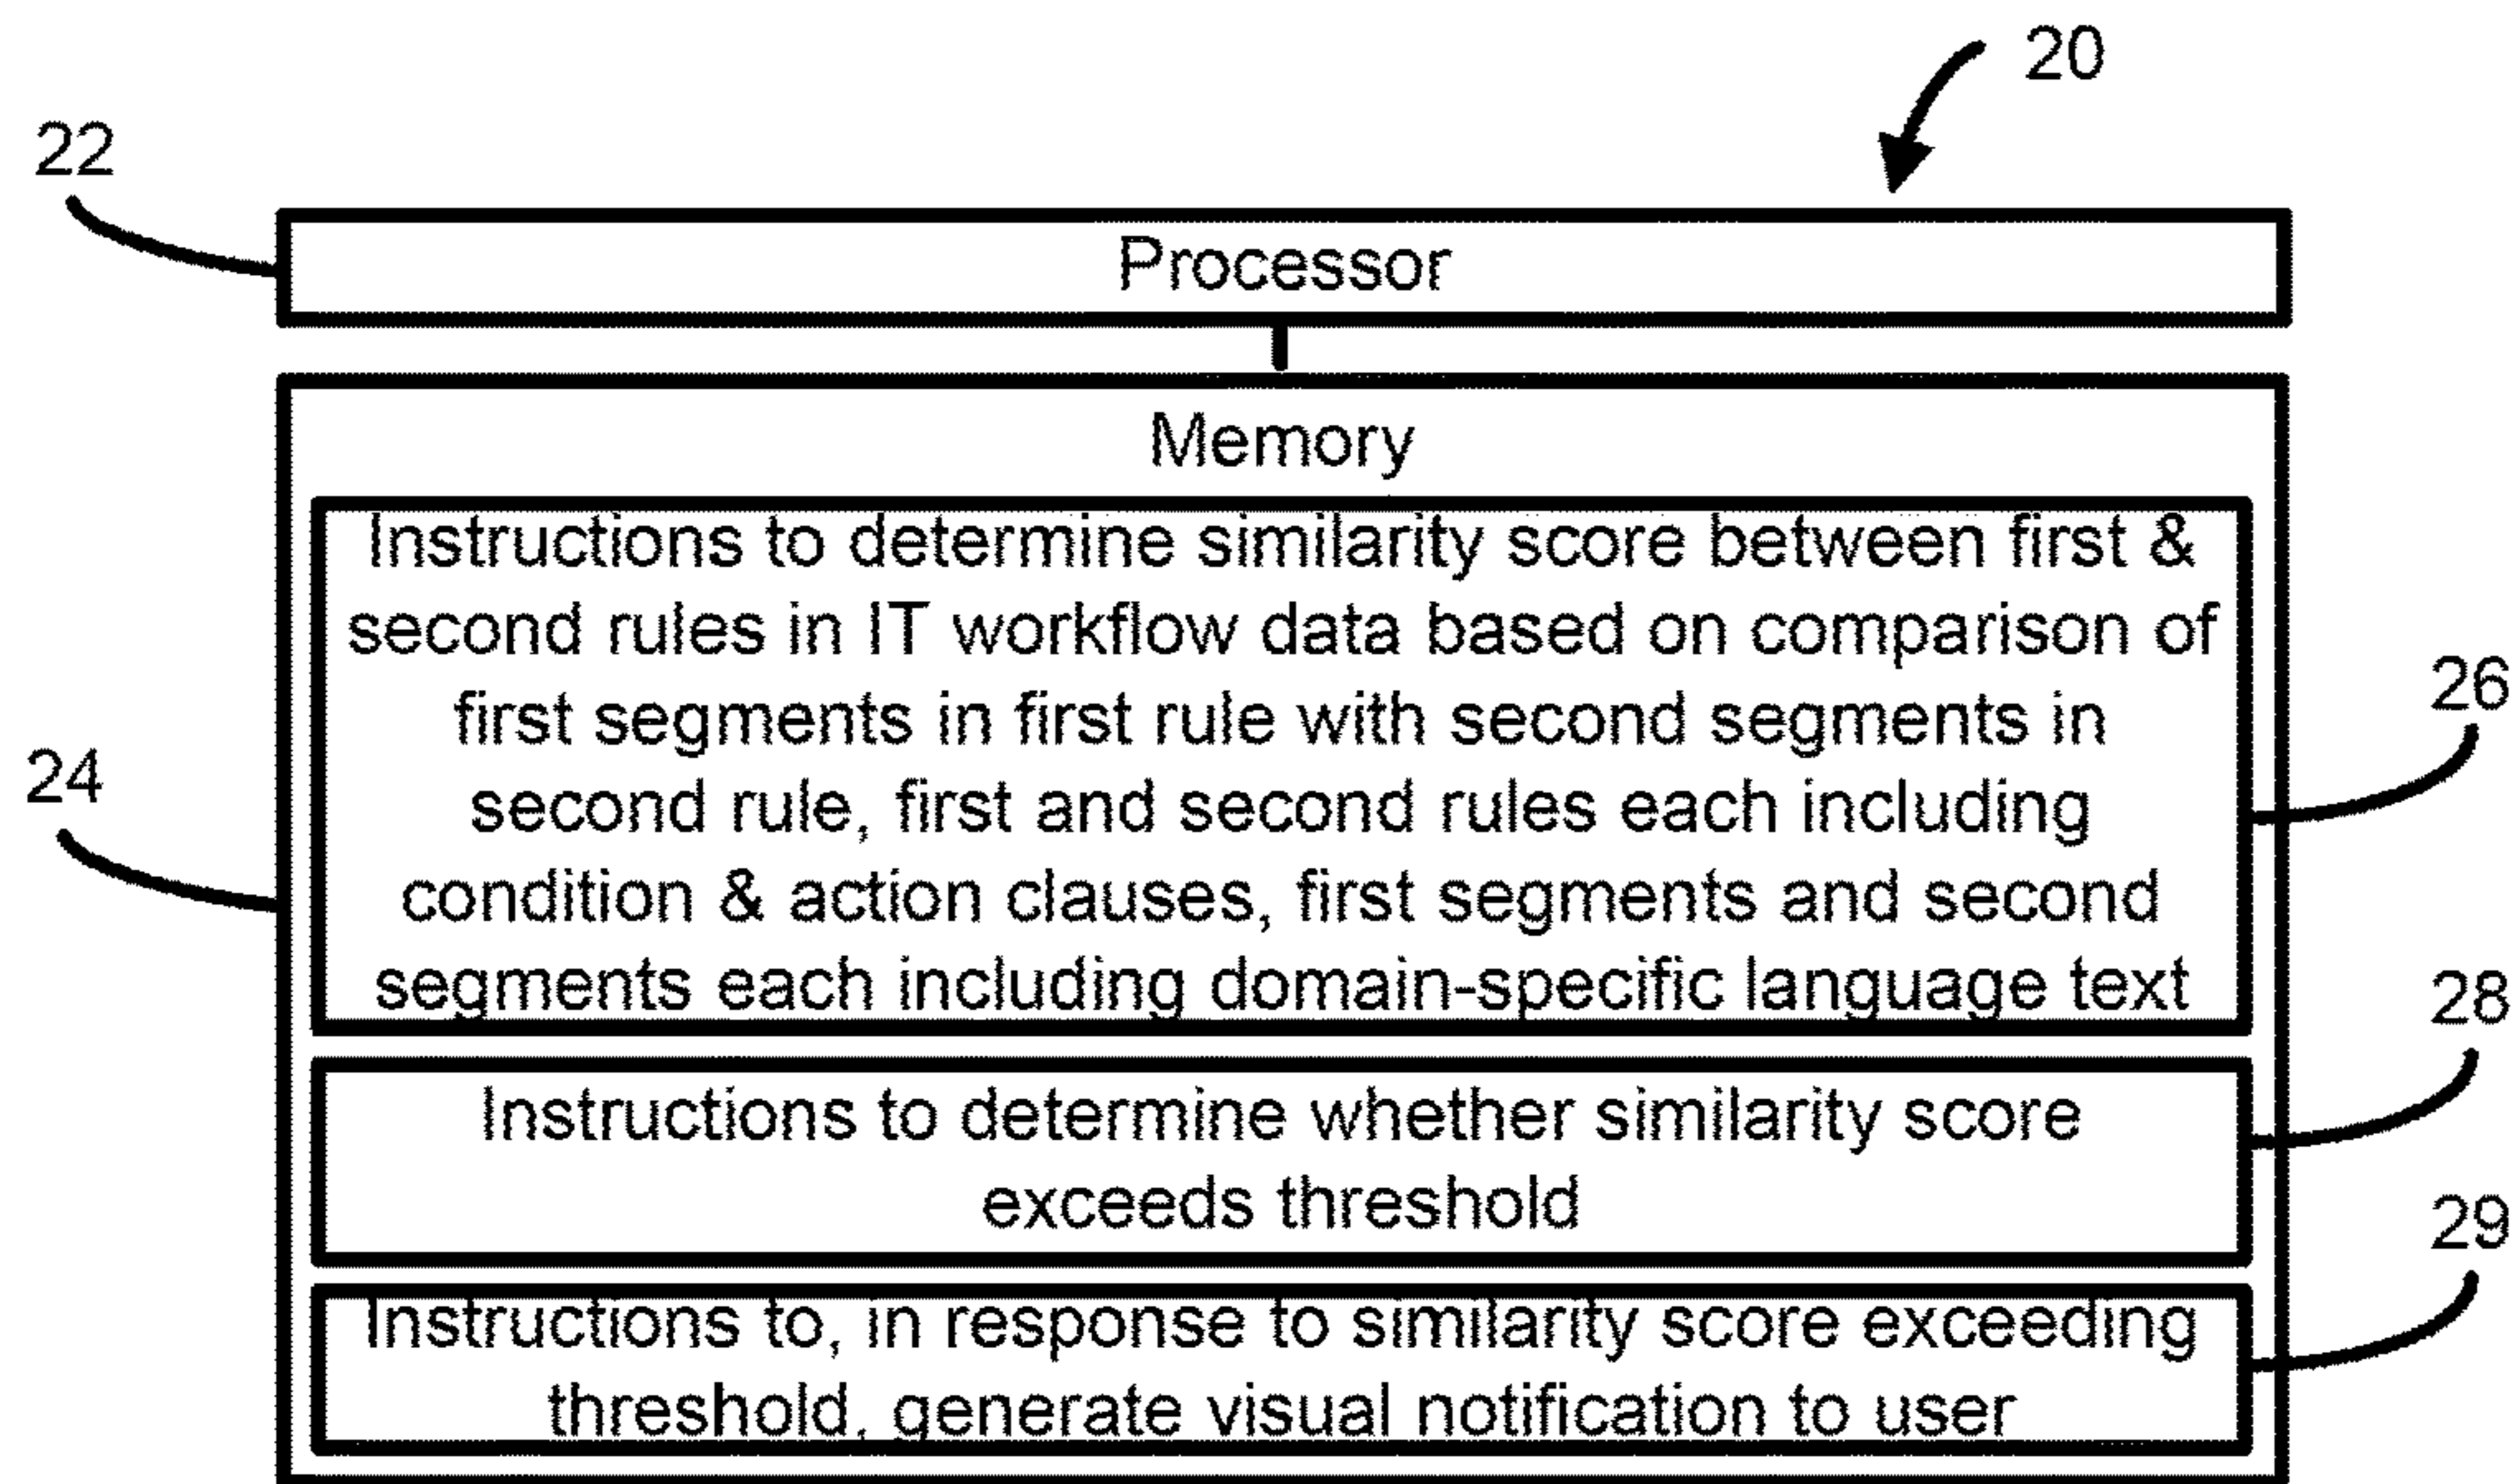 20
22
Processor
Memory
Instructions to determine similarity score between first &
second rules in IT workflow data based on comparison of
first segments in first rule with second segments in
second rule, first and second rules each including
condition & action clauses, first segments and second
segments each including domain-specific language text
26
24
Instructions to determine whether similarity score
exceeds threshold
28
Instructions to, in response to similarity score exceeding
threshold, generate visual notification to user
29